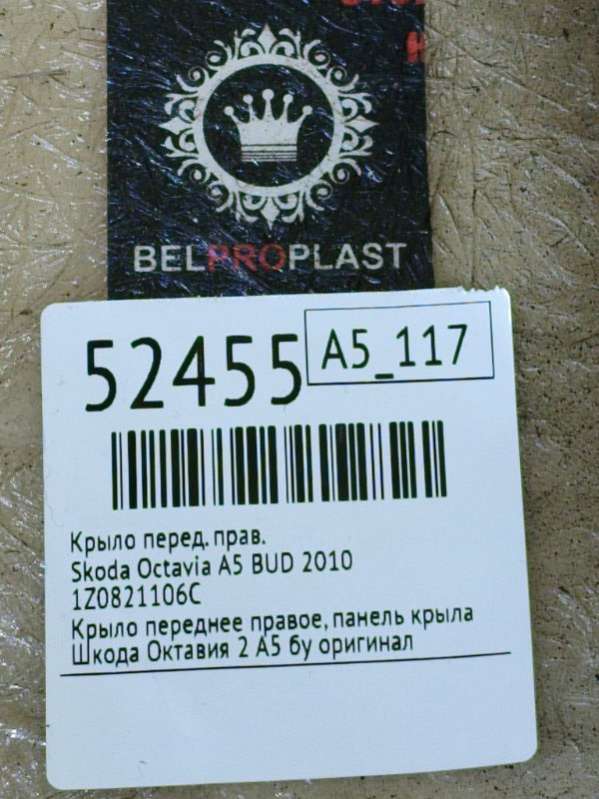 BELPROPLAST
52455
A5_117
Крыло перед. прав.
Skoda Octavia A5 BUD 2010
1Z0821106C
Крыло переднее правое, панель крыла
Шкода Октавия 2 А5 бу оригинал